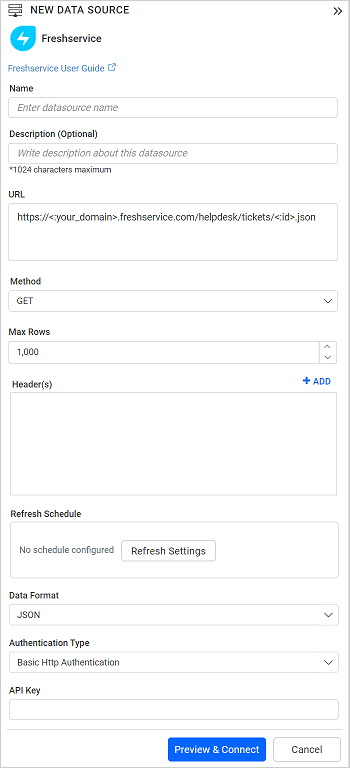 NEW DATA SOURCE
Freshservice
Freshservice User Guide
Name
Enter datasource name
Description (Optional)
Write description about this datasource
*1024 characters maximum
URL
https://<:your_domain>.freshservice.com/helpdesk/tickets/<:id>.json
Method
GET
Max Rows
1,000
Header(s)
+ ADD
Refresh Schedule
No schedule configured
Refresh Settings
Data Format
JSON
Authentication Type
Basic Http Authentication
API Key
Preview & Connect
Cancel